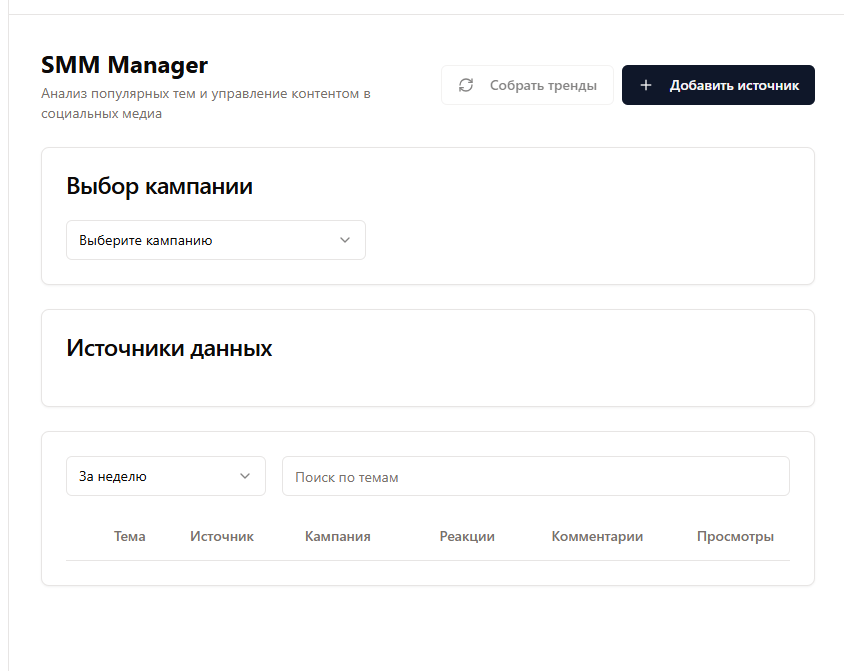 SMM Manager
Анализ популярных тем и управление контентом в
социальных медиа
Собрать тренды
Добавить источник
Выбор кампании
Выберите кампанию
Источники данных
За неделю
Поиск по темам
Тема Источник Кампания Реакции Комментарии Просмотры